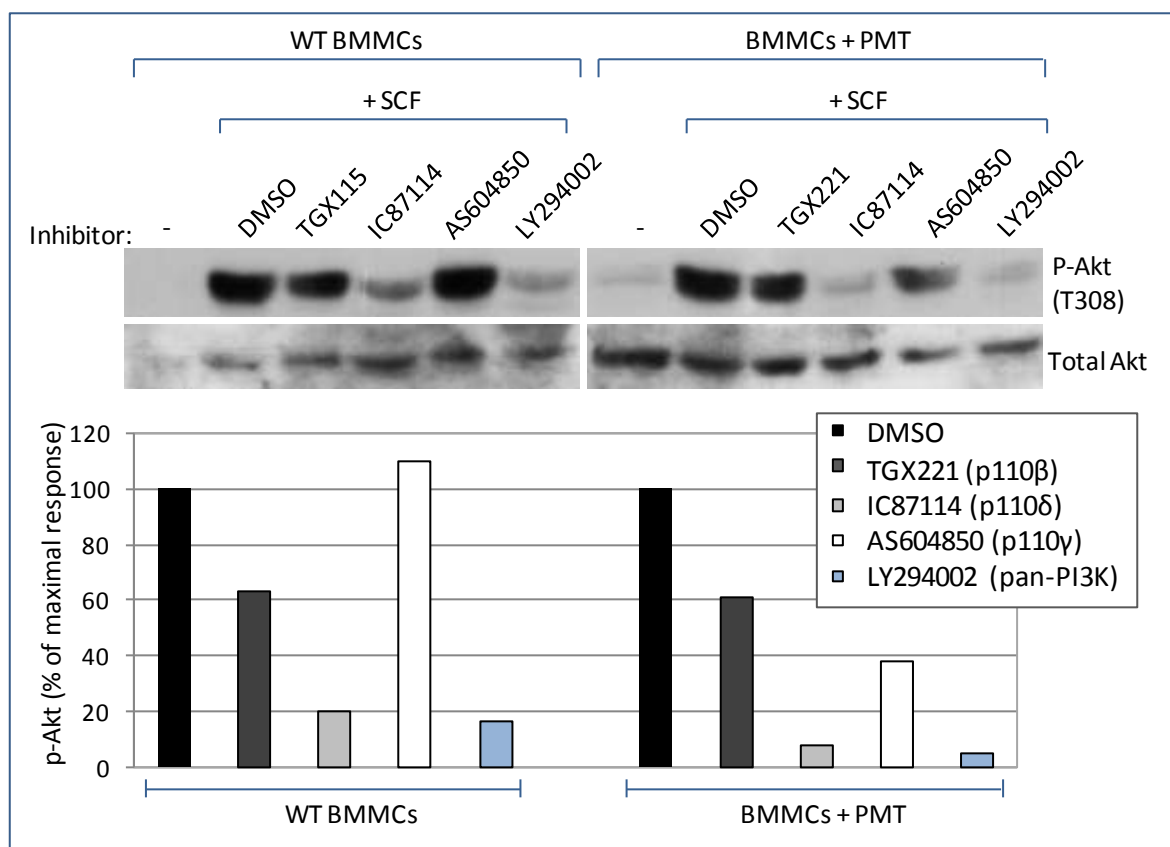 WT BMMCs
BMMCs + PMT
+ SCF
+ SCF
Inhibitor:
-
DMSO
TGX115
IC87114
AS604850
LY294002
-
DMSO
TGX221
IC87114
AS604850
LY294002
P-Akt
(T308)
Total Akt
p-Akt (% of maximal response)
120
100
80
60
40
20
0
DMSO
TGX221 (p110β)
IC87114 (p110δ)
AS604850 (p110γ)
LY294002 (pan-PI3K)
WT BMMCs
BMMCs + PMT